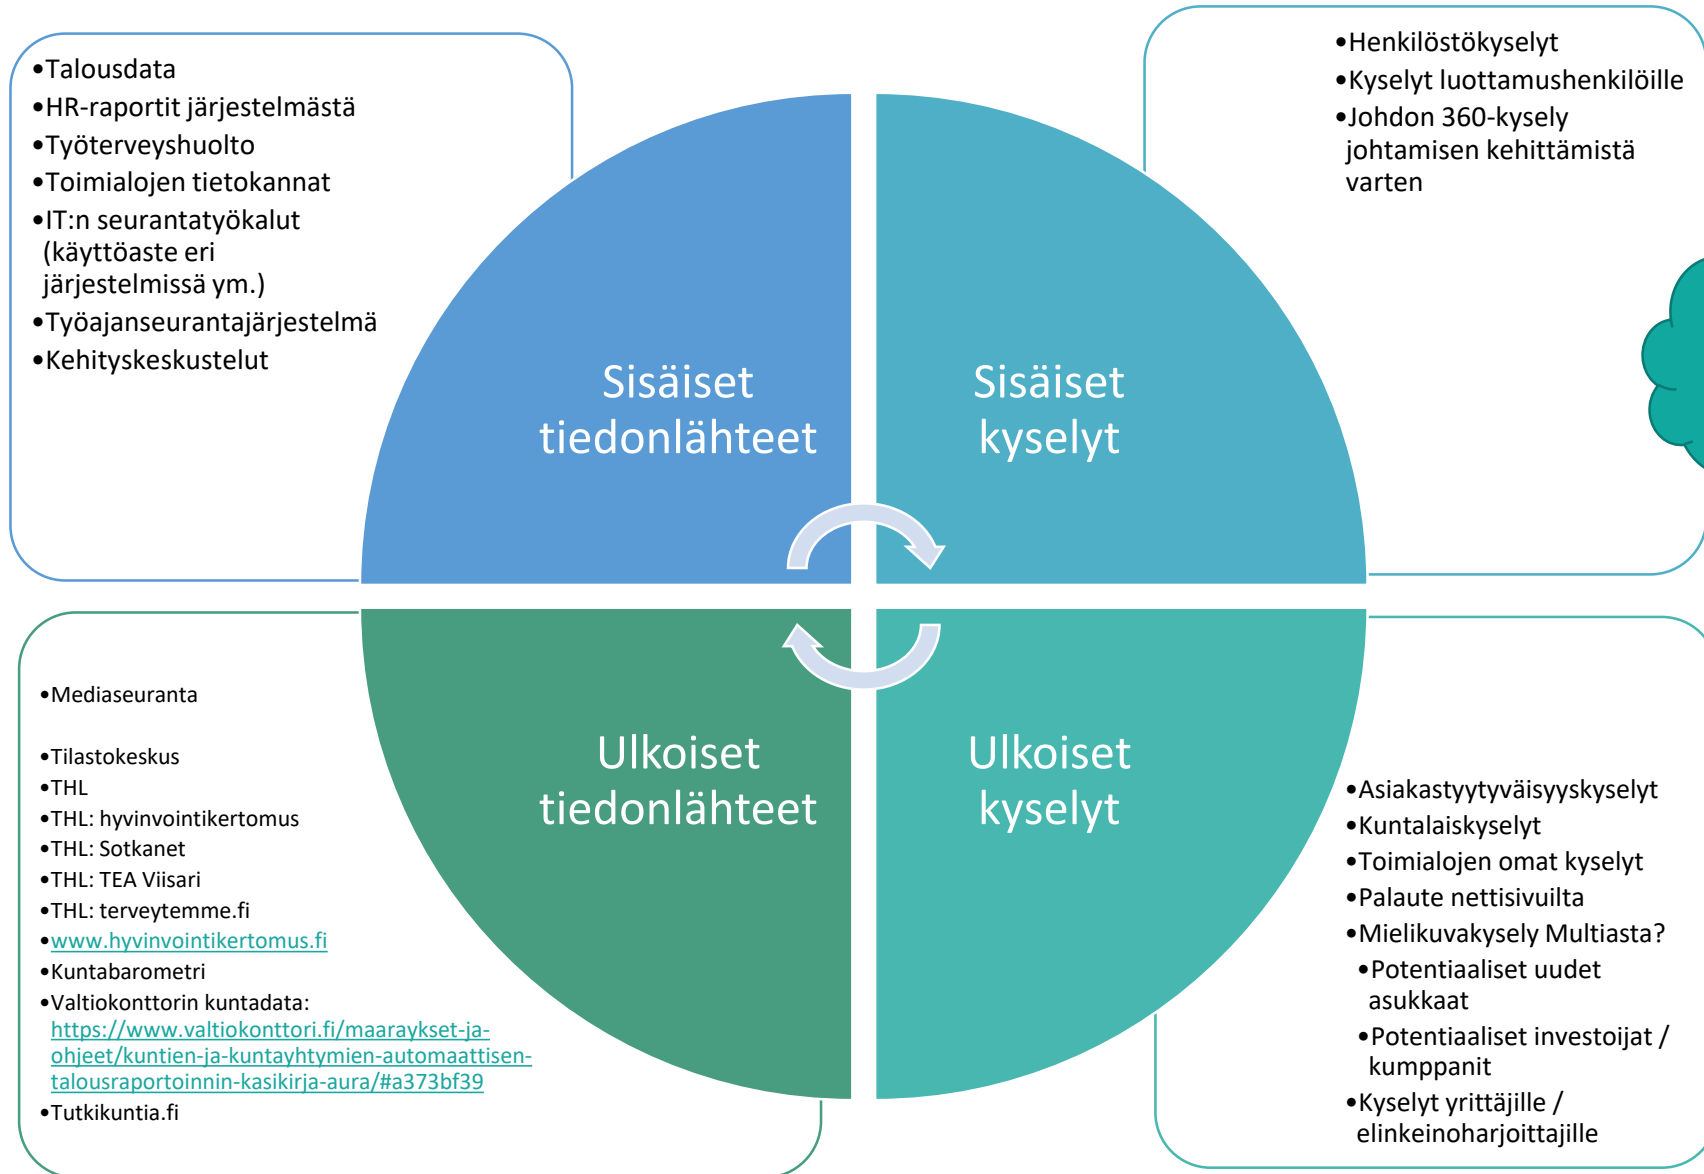 •Talousdata
•HR-raportit järjestelmästä
•Työterveyshuolto
•Toimialojen tietokannat
•IT:n seurantatyökalut
(käyttöaste eri
järjestelmissä ym.)
•Työajanseurantajärjestelmä
•Kehityskeskustelut
Sisäiset
tiedonlähteet
•Henkilöstökyselyt
•Kyselyt luottamushenkilöille
•Johdon 360-kysely
johtamisen kehittämistä
varten
Sisäiset
kyselyt
•Mediaseuranta
•Tilastokeskus
•THL
•THL: hyvinvointikertomus
•THL: Sotkanet
•THL: TEA Viisari
•THL: terveytemme.fi
•www.hyvinvointikertomus.fi
•Kuntabarometri
•Valtiokonttorin kuntadata:
https://www.valtiokonttori.fi/maaraykset-ja-
ohjeet/kuntien-ja-kuntayhtymien-automaattisen-
talousraportoinnin-kasikirja-aura/#a373bf39
•Tutkikuntia.fi
Ulkoiset
tiedonlähteet
Ulkoiset
kyselyt
•Asiakastyytyväisyyskyselyt
•Kuntalaiskyselyt
•Toimialojen omat kyselyt
•Palaute nettisivuilta
•Mielikuvakysely Multiasta?
•Potentiaaliset uudet
asukkaat
•Potentiaaliset investoijat /
kumppanit
•Kyselyt yrittäjille /
elinkeinoharjoittajille